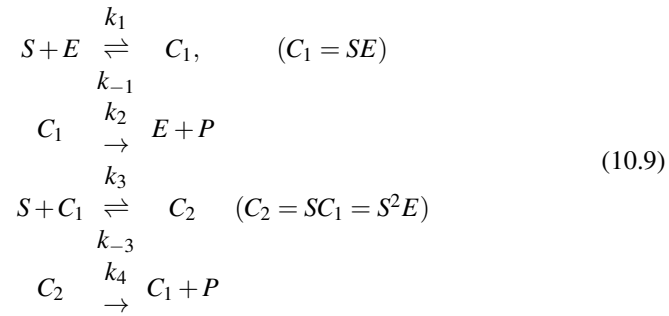 k₁
S + E ⇌ C₁, (C₁ = SE)
k₋₁
k₂
C₁ → E + P
(10.9)
k₃
S + C₁ ⇌ C₂ (C₂ = SC₁ = S²E)
k₋₃
k₄
C₂ → C₁ + P